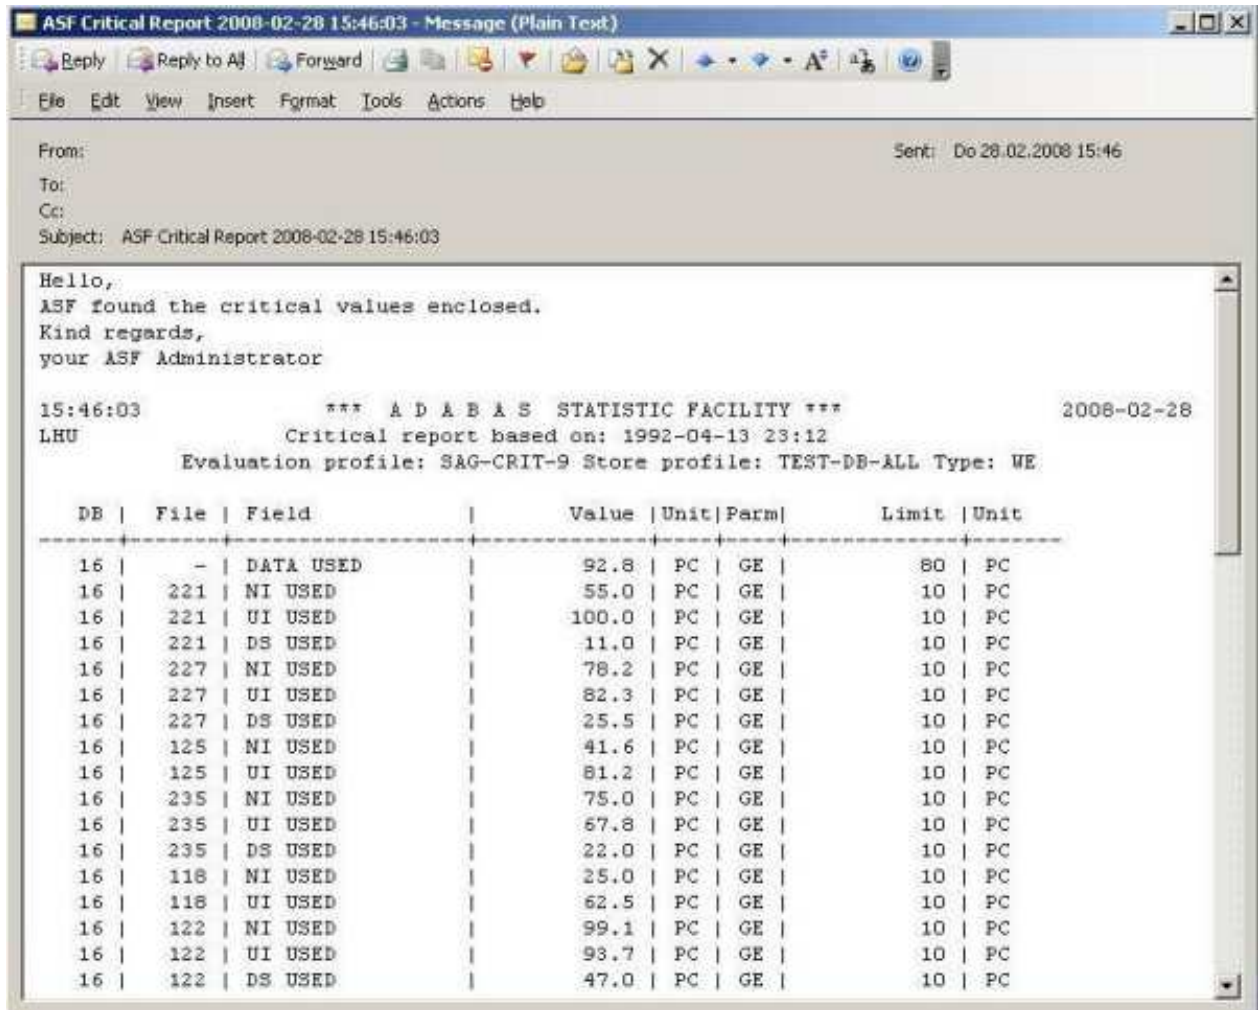 ASF Critical Report 2008-02-28 15:46:03 - Message (Plain Text)
Reply Reply to All Forward
File Edit View Insert Format Tools Actions Help
From: Sent: Do 28.02.2008 15:46
To:
Cc:
Subject: ASF Critical Report 2008-02-28 15:46:03
Hello,
ASF found the critical values enclosed.
Kind regards,
your ASF Administrator
15:46:03 *** A D A B A S STATISTIC FACILITY *** 2008-02-28
LHU Critical report based on: 1992-04-13 23:12
Evaluation profile: SAG-CRIT-9 Store profile: TEST-DB-ALL Type: WE
DB | File | Field | Value |Unit|Parm| Limit |Unit
------+--------+-----------------------+----------------+----+----+----------------+-------
16 | - | DATA USED | 92.8 | PC | GE | 80 | PC
16 | 221 | NI USED | 55.0 | PC | GE | 10 | PC
16 | 221 | UI USED | 100.0 | PC | GE | 10 | PC
16 | 221 | DS USED | 11.0 | PC | GE | 10 | PC
16 | 227 | NI USED | 78.2 | PC | GE | 10 | PC
16 | 227 | UI USED | 82.3 | PC | GE | 10 | PC
16 | 227 | DS USED | 25.5 | PC | GE | 10 | PC
16 | 125 | NI USED | 41.6 | PC | GE | 10 | PC
16 | 125 | UI USED | 81.2 | PC | GE | 10 | PC
16 | 235 | NI USED | 75.0 | PC | GE | 10 | PC
16 | 235 | UI USED | 67.8 | PC | GE | 10 | PC
16 | 235 | DS USED | 22.0 | PC | GE | 10 | PC
16 | 118 | NI USED | 25.0 | PC | GE | 10 | PC
16 | 118 | UI USED | 62.5 | PC | GE | 10 | PC
16 | 122 | NI USED | 99.1 | PC | GE | 10 | PC
16 | 122 | UI USED | 93.7 | PC | GE | 10 | PC
16 | 122 | DS USED | 47.0 | PC | GE | 10 | PC